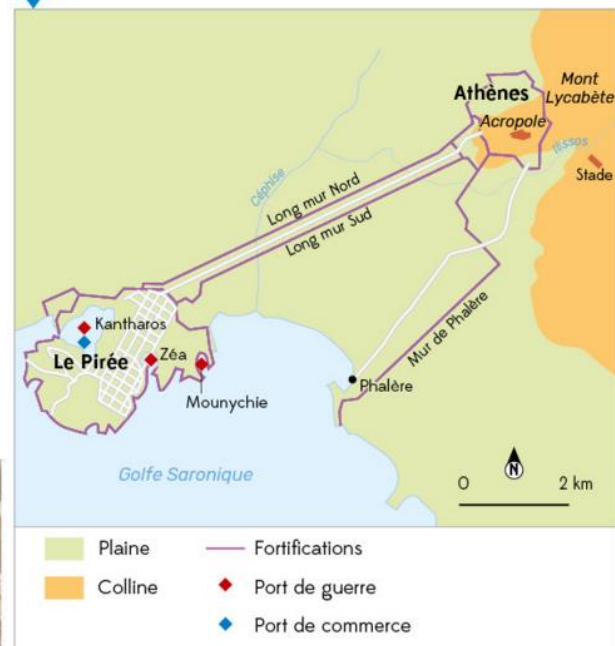 Athènes
Mont
Lycabète
Acropole
Ilissos
Stade
Céphise
Long mur Nord
Long mur Sud
Mur de Phalère
Kantharos
Le Pirée
Zéa
Mounychie
Phalère
Golfe Saronique
N
0 2 km
Plaine
Fortifications
Colline
Port de guerre
Port de commerce